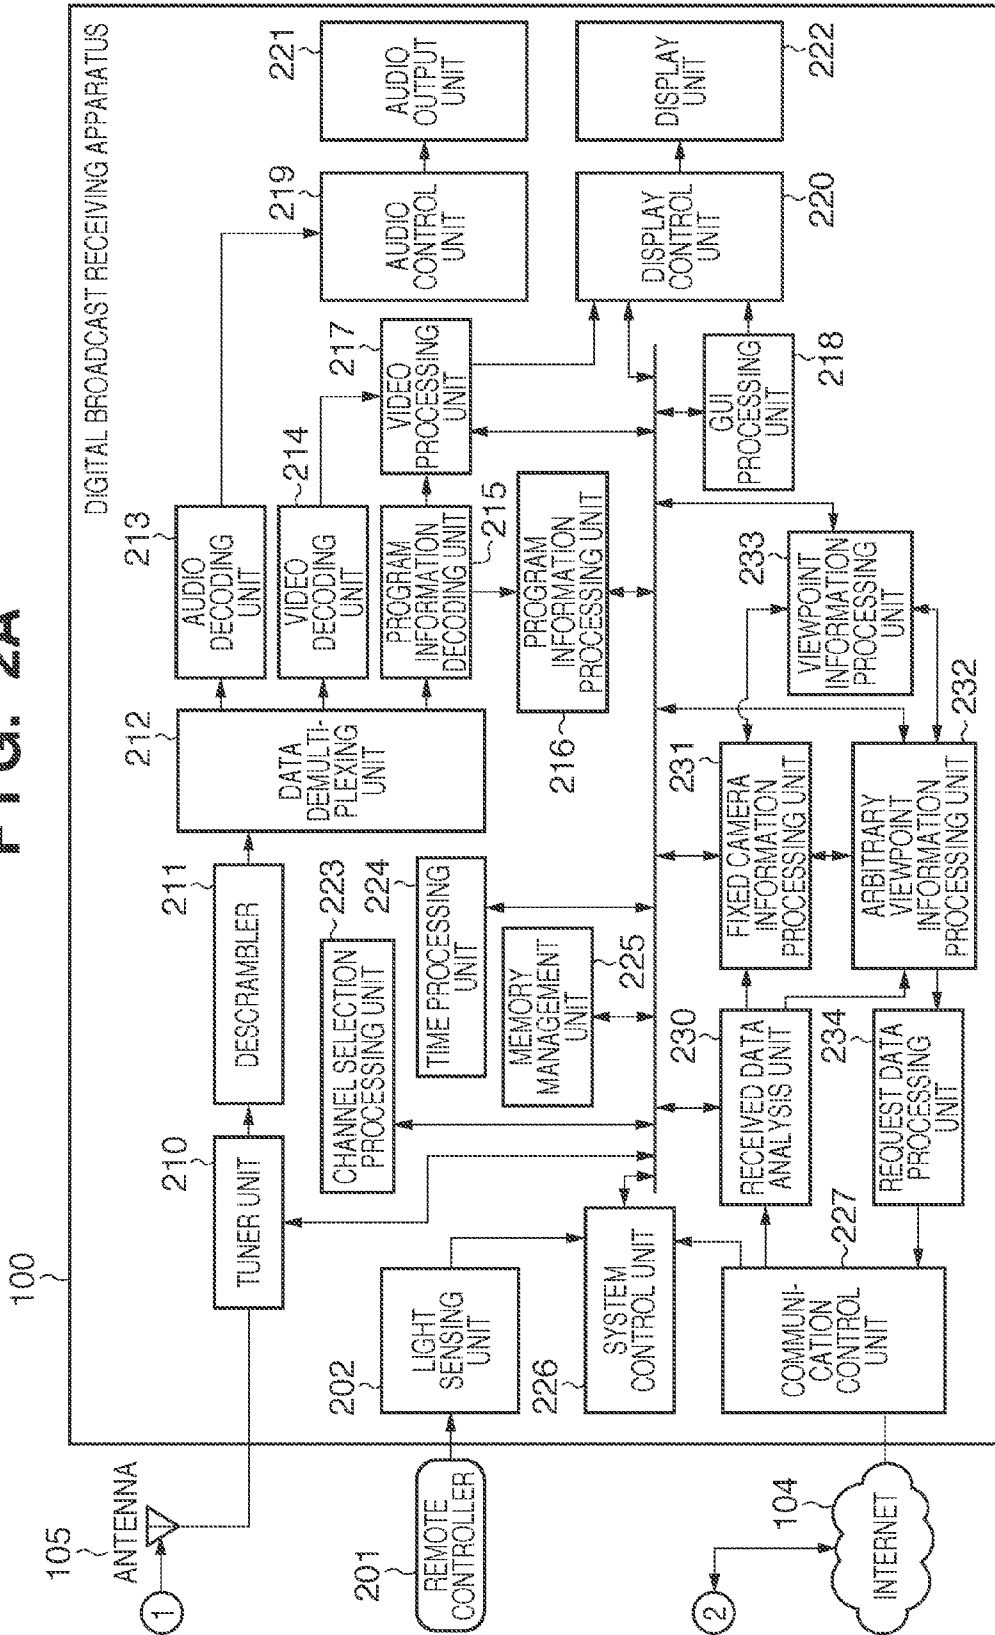 FIG. 2A
100
DIGITAL BROADCAST RECEIVING APPARATUS
105
ANTENNA
1
210
TUNER UNIT
211
DESCRAMBLER
212
DATA
DEMULTI-
PLEXING
UNIT
213
AUDIO
DECODING
UNIT
214
VIDEO
DECODING
UNIT
PROGRAM
INFORMATION
DECODING UNIT
215
217
VIDEO
PROCESSING
UNIT
219
AUDIO
CONTROL
UNIT
221
AUDIO
OUTPUT
UNIT
223
CHANNEL SELECTION
PROCESSING UNIT
224
TIME PROCESSING
UNIT
MEMORY
MANAGEMENT
UNIT
225
PROGRAM
INFORMATION
PROCESSING UNIT
216
DISPLAY
CONTROL
UNIT
220
DISPLAY
UNIT
222
GUI
PROCESSING
UNIT
218
201
REMOTE
CONTROLLER
202
LIGHT
SENSING
UNIT
226
SYSTEM
CONTROL UNIT
230
RECEIVED DATA
ANALYSIS UNIT
231
FIXED CAMERA
INFORMATION
PROCESSING UNIT
233
VIEWPOINT
INFORMATION
PROCESSING
UNIT
ARBITRARY
VIEWPOINT
INFORMATION
PROCESSING UNIT
232
234
REQUEST DATA
PROCESSING
UNIT
227
COMMUNI-
CATION
CONTROL
UNIT
2
104
INTERNET